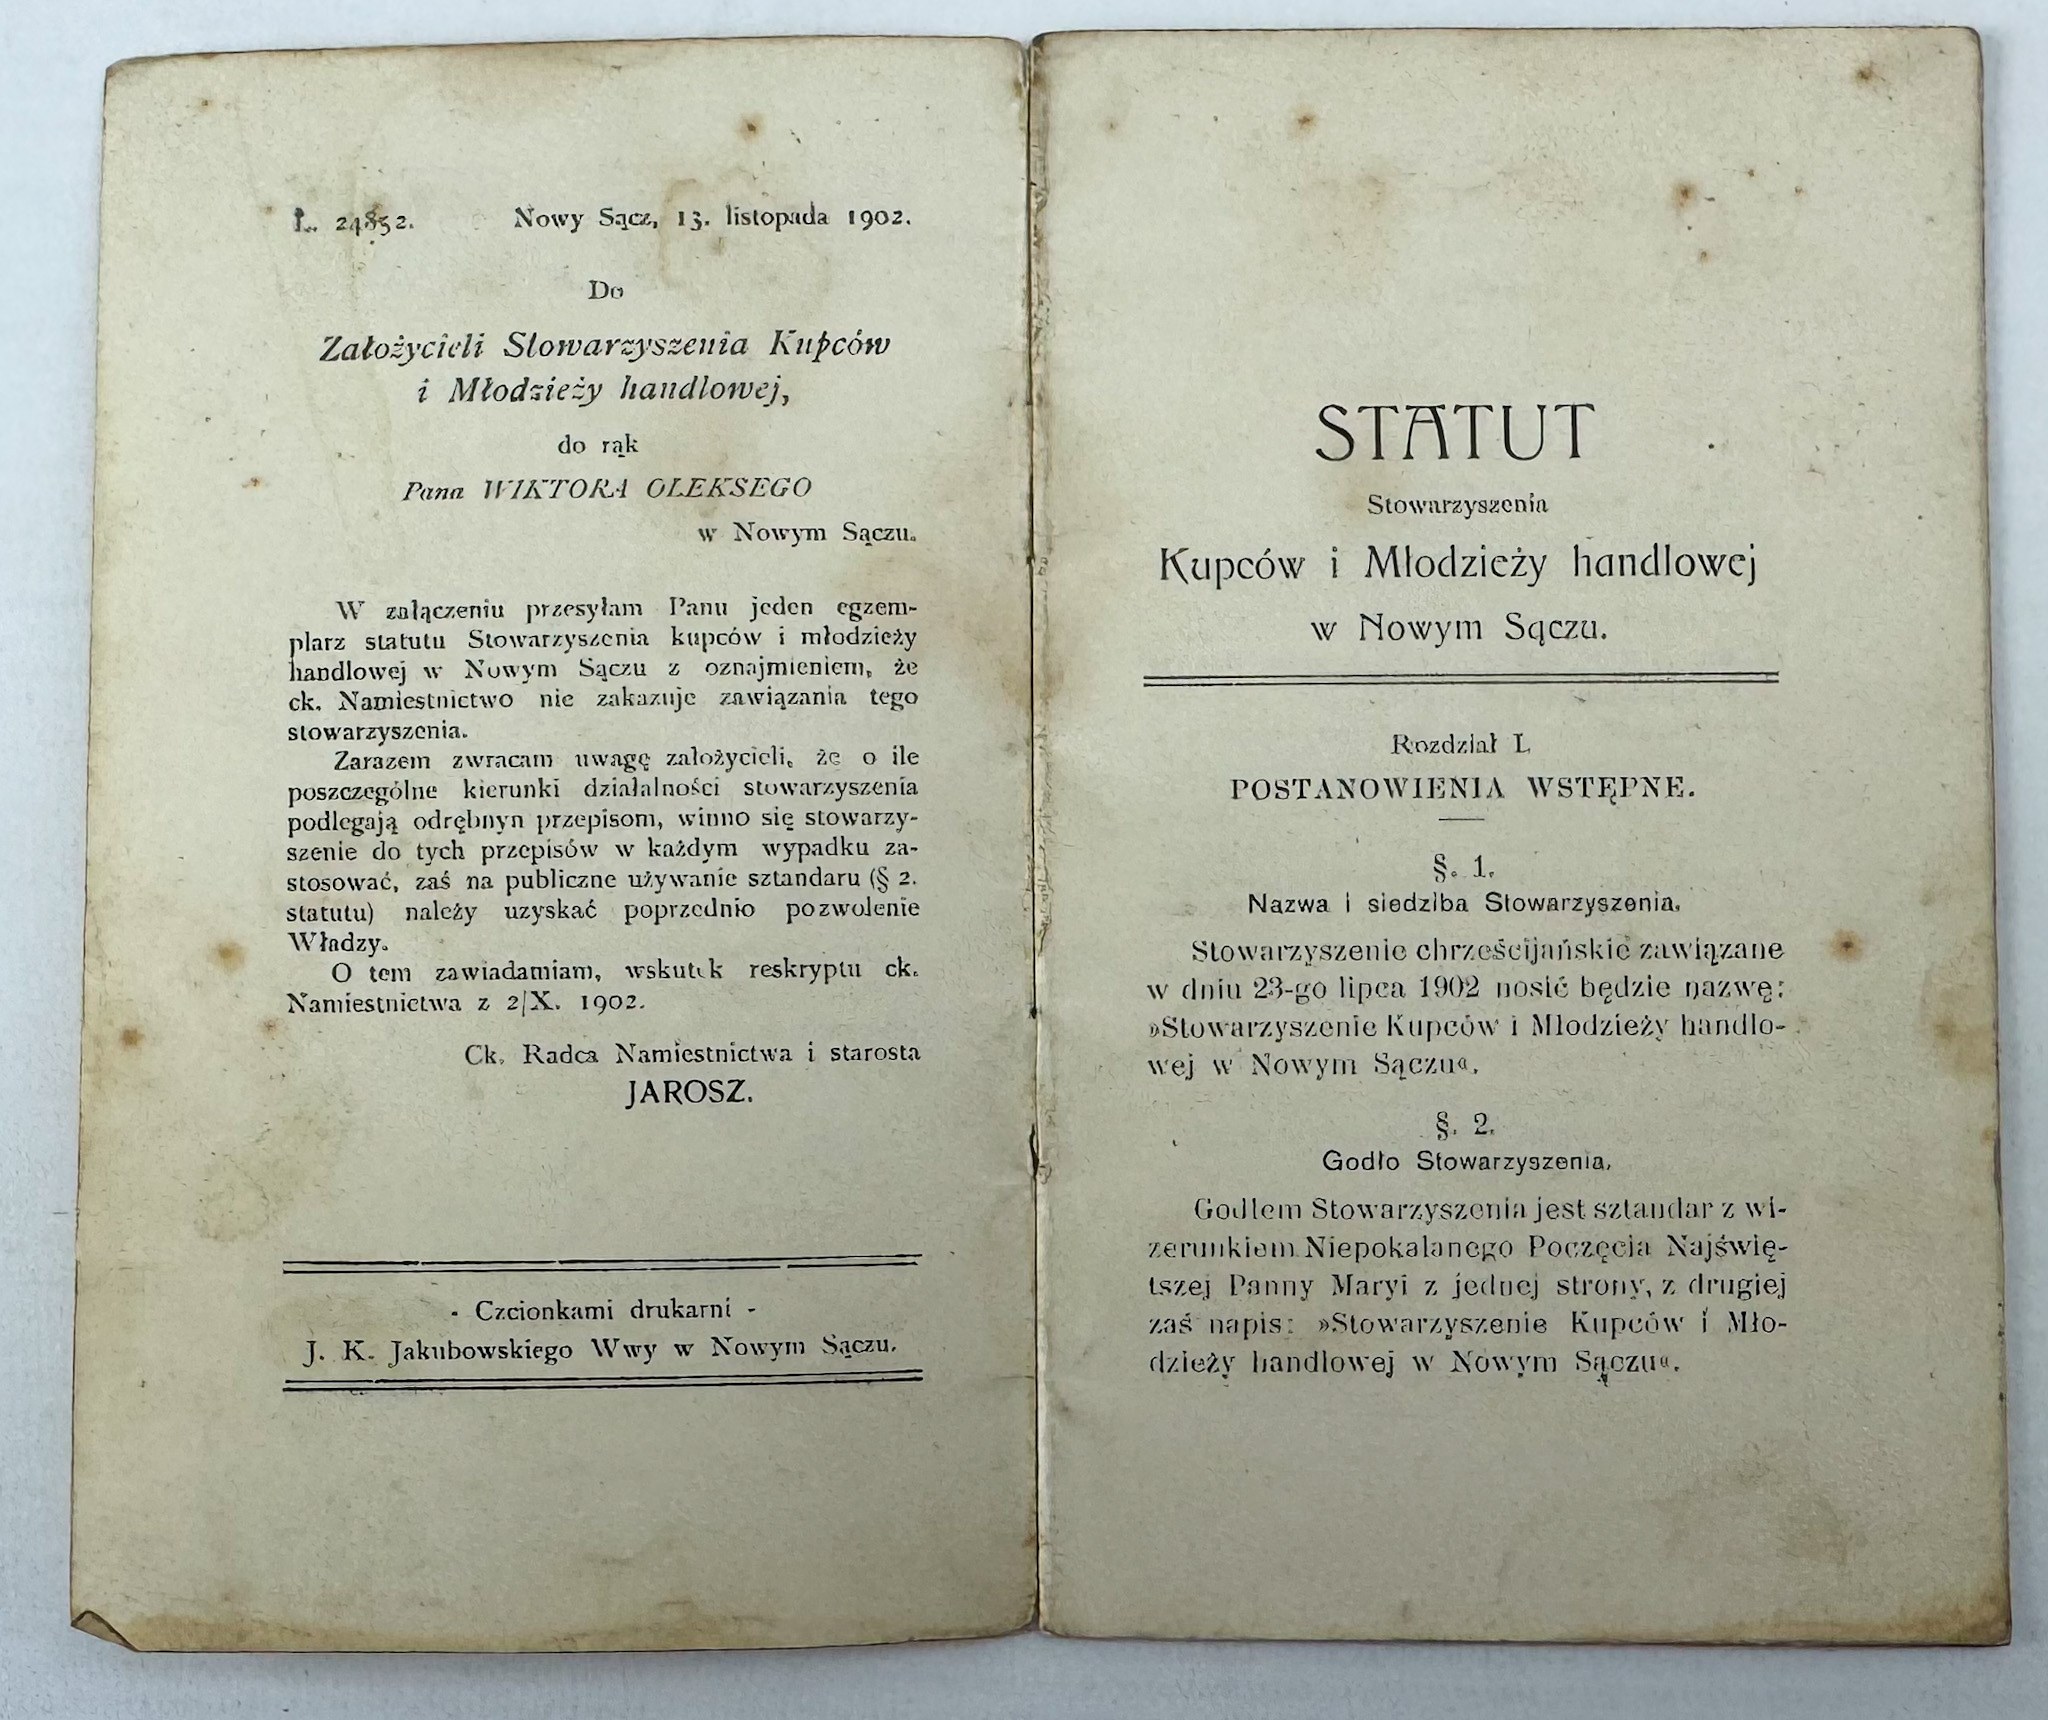 L. 24852. Nowy Sącz, 13. listopada 1902.
Do
Założycieli Stowarzyszenia Kupców
i Młodzieży handlowej,
do rąk
Pana WIKTORA OLEKSEGO
w Nowym Sączu.
W załączeniu przesyłam Panu jeden egzem-
plarz statutu Stowarzyszenia kupców i młodzieży
handlowej w Nowym Sączu z oznajmieniem, że
ck. Namiestnictwo nie zakazuje zawiązania tego
stowarzyszenia.
Zarazem zwracam uwagę założycieli, że o ile
poszczególne kierunki działalności stowarzyszenia
podlegają odrębnyn przepisom, winno się stowarzy-
szenie do tych przepisów w każdym wypadku za-
stosować, zaś na publiczne używanie sztandaru (§ 2.
statutu) należy uzyskać poprzednio pozwolenie
Władzy.
O tem zawiadamiam, wskutek reskryptu ck.
Namiestnictwa z 2/X. 1902.
Ck. Radca Namiestnictwa i starosta
JAROSZ.
- Czcionkami drukarni -
J. K. Jakubowskiego Wwy w Nowym Sączu.
STATUT
Stowarzyszenia
Kupców i Młodzieży handlowej
w Nowym Sączu.
Rozdział I.
POSTANOWIENIA WSTĘPNE.
§. 1.
Nazwa i siedziba Stowarzyszenia.
Stowarzyszenie chrześcijańskie zawiązane
w dniu 23-go lipca 1902 nosić będzie nazwę:
»Stowarzyszenie Kupców i Młodzieży handlo-
wej w Nowym Sączu«.
§. 2.
Godło Stowarzyszenia.
Godłem Stowarzyszenia jest sztandar z wi-
zerunkiem Niepokalanego Poczęcia Najświę-
tszej Panny Maryi z jednej strony, z drugiej
zaś napis: »Stowarzyszenie Kupców i Mło-
dzieży handlowej w Nowym Sączu«.